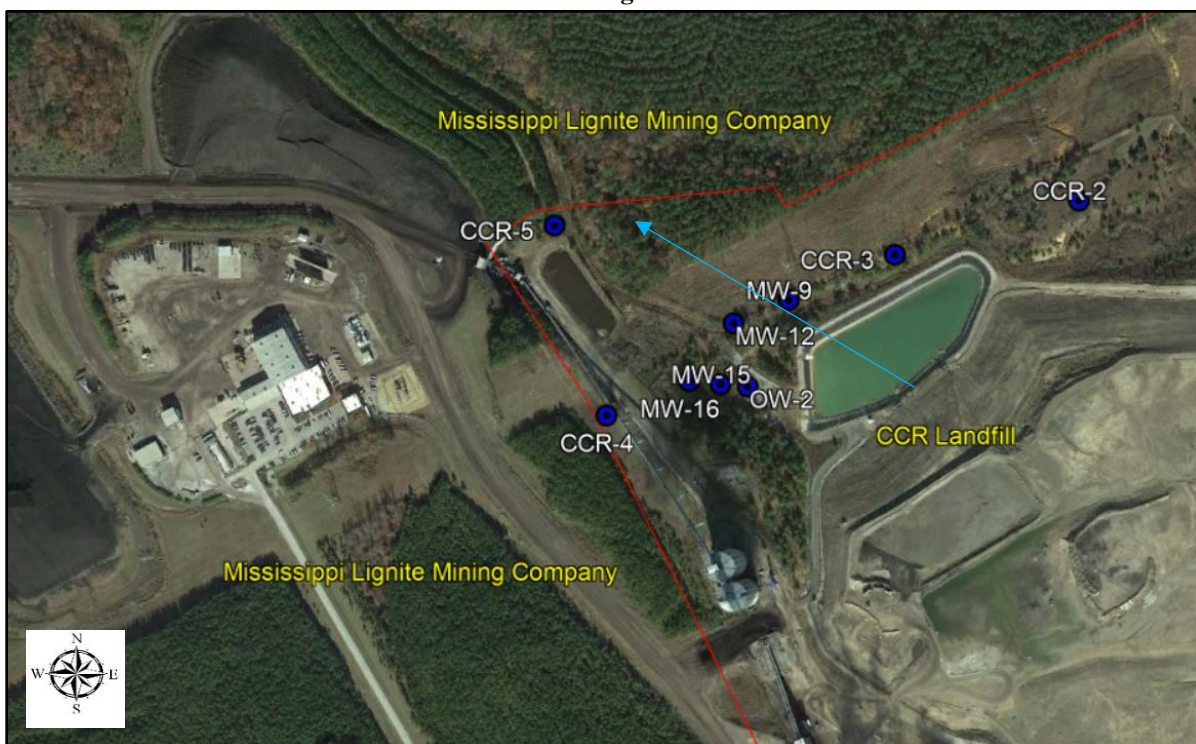 Mississippi Lignite Mining Company
CCR-2
CCR-5
CCR-3
MW-9
MW-12
MW-15
OW-2
MW-16
CCR-4
CCR Landfill
Mississippi Lignite Mining Company
N
W E
S